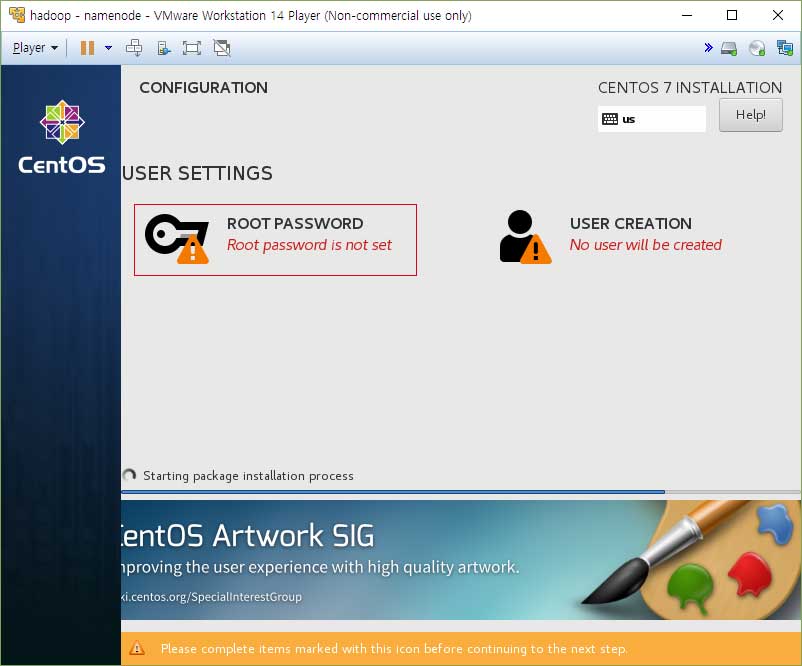 hadoop - namenode - VMware Workstation 14 Player (Non-commercial use only)
Player
CONFIGURATION
CENTOS 7 INSTALLATION
us
Help!
CentOS
USER SETTINGS
ROOT PASSWORD
Root password is not set
USER CREATION
No user will be created
Starting package installation process
entOS Artwork SIG
proving the user experience with high quality artwork.
ki.centos.org/SpecialInterestGroup
Please complete items marked with this icon before continuing to the next step.